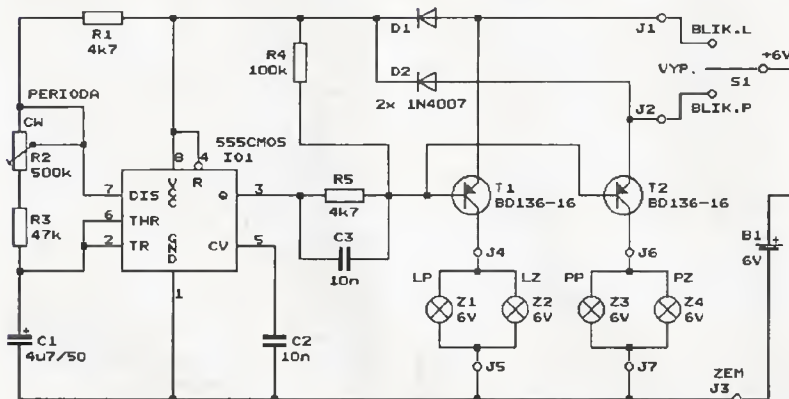 R1
4k7
R4
100k
D1
D2
2x 1N4007
J1
BLIK.L
VYP.
+6V
S1
J2
BLIK.P
PERIODA
CW
R2
500k
R3
47k
C1
+
4u7/50
555CMOS
IO1
8
4
VCC
R
7
DIS
Q
3
6
THR
2
TR
GND
CV
5
1
R5
4k7
C3
10n
C2
10n
T1
BD136-16
T2
BD136-16
J4
J6
LP
LZ
PP
PZ
Z1
6V
Z2
6V
Z3
6V
Z4
6V
J5
J7
B1
+
6V
ZEM
J3